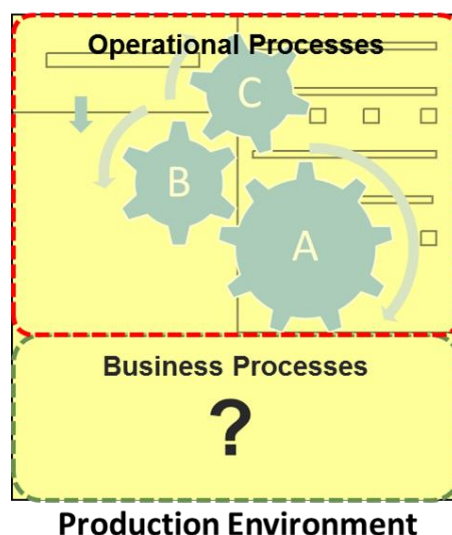 Operational Processes
C
B
A
Business Processes
?
Production Environment